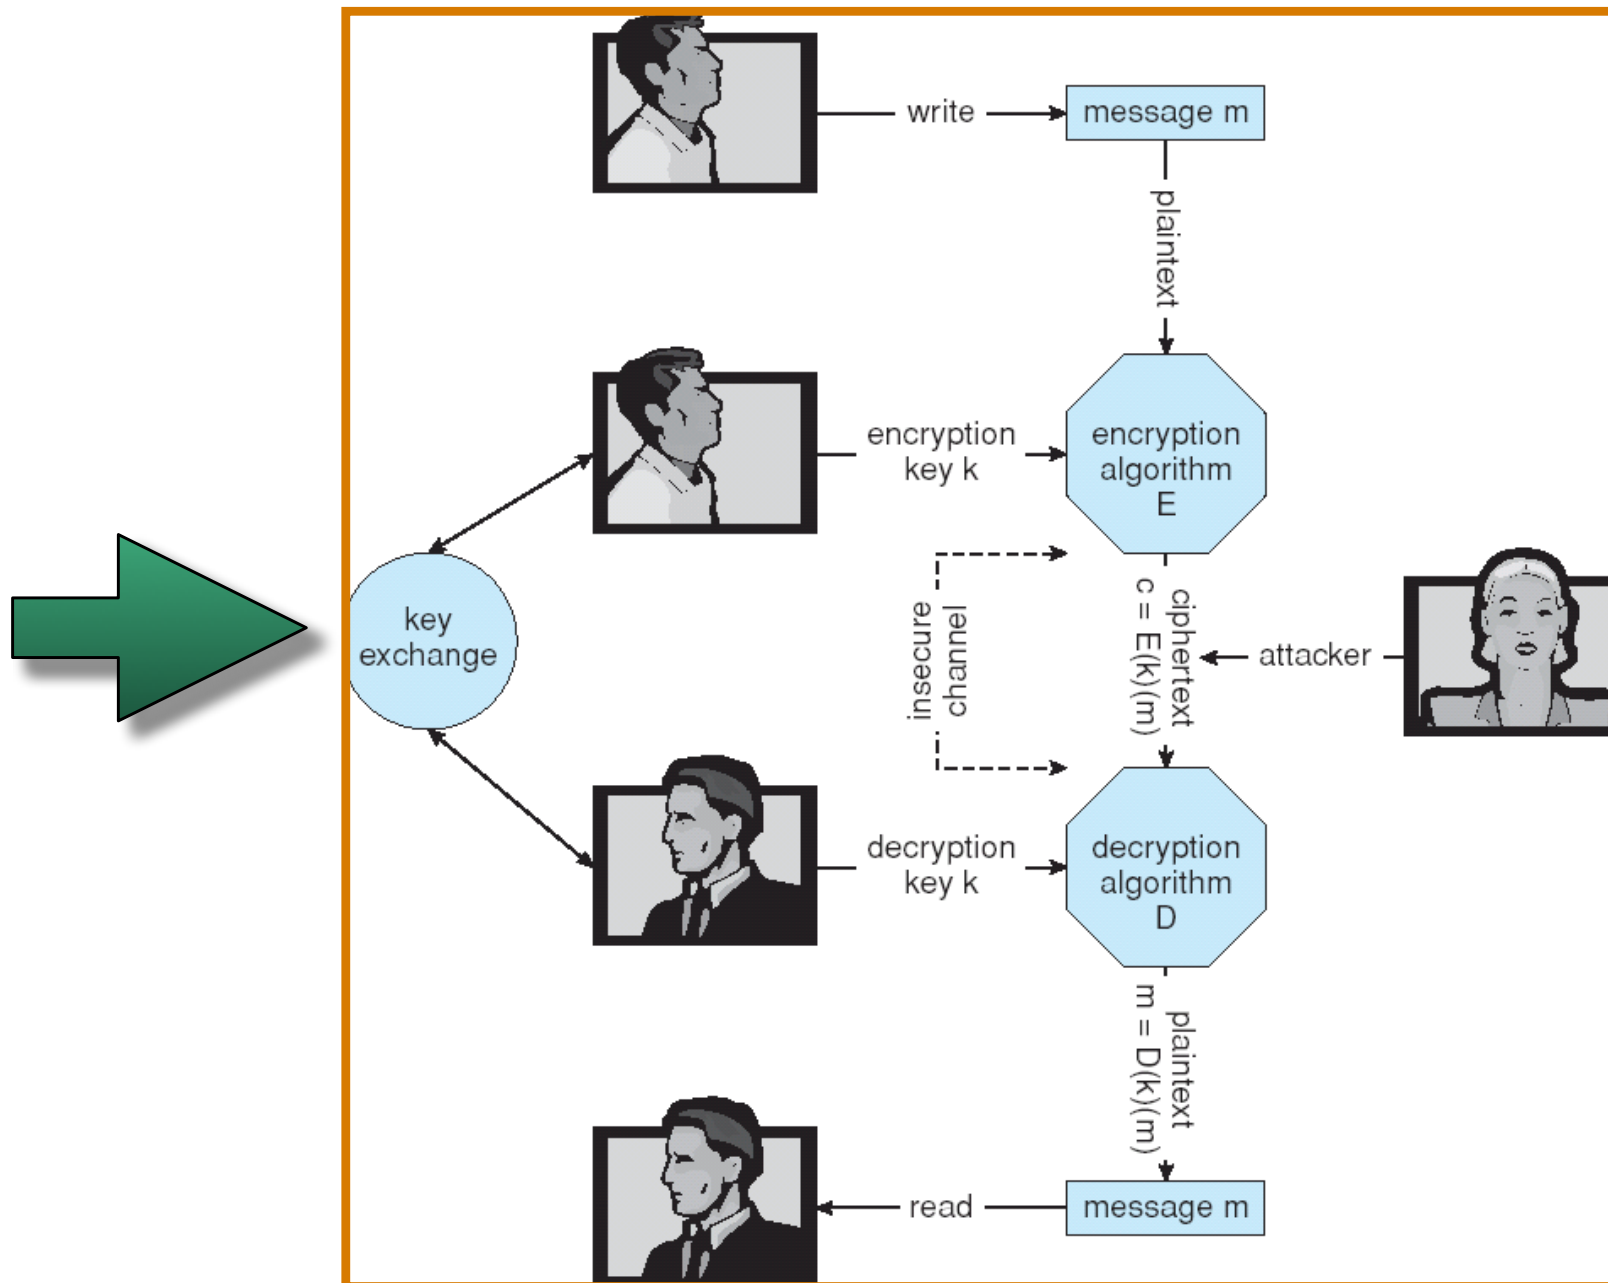 write
message m
plaintext
encryption
key k
encryption
algorithm
E
key
exchange
insecure
channel
ciphertext
c = E(k)(m)
attacker
decryption
key k
decryption
algorithm
D
plaintext
m = D(k)(m)
read
message m